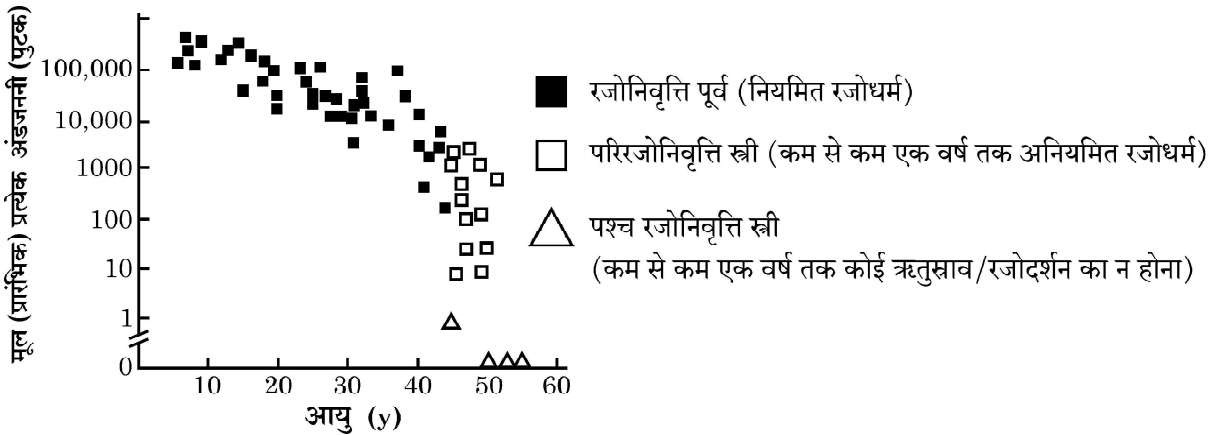 मूल (प्रारंभिक) प्रत्येक अंडजननी (पुटक)
100,000
10,000
1000
100
10
1
0
10 20 30 40 50 60
आयु (y)
रजोनिवृत्ति पूर्व (नियमित रजोधर्म)
परिरजोनिवृत्ति स्त्री (कम से कम एक वर्ष तक अनियमित रजोधर्म)
पश्च रजोनिवृत्ति स्त्री
(कम से कम एक वर्ष तक कोई ऋतुस्राव/रजोदर्शन का न होना)